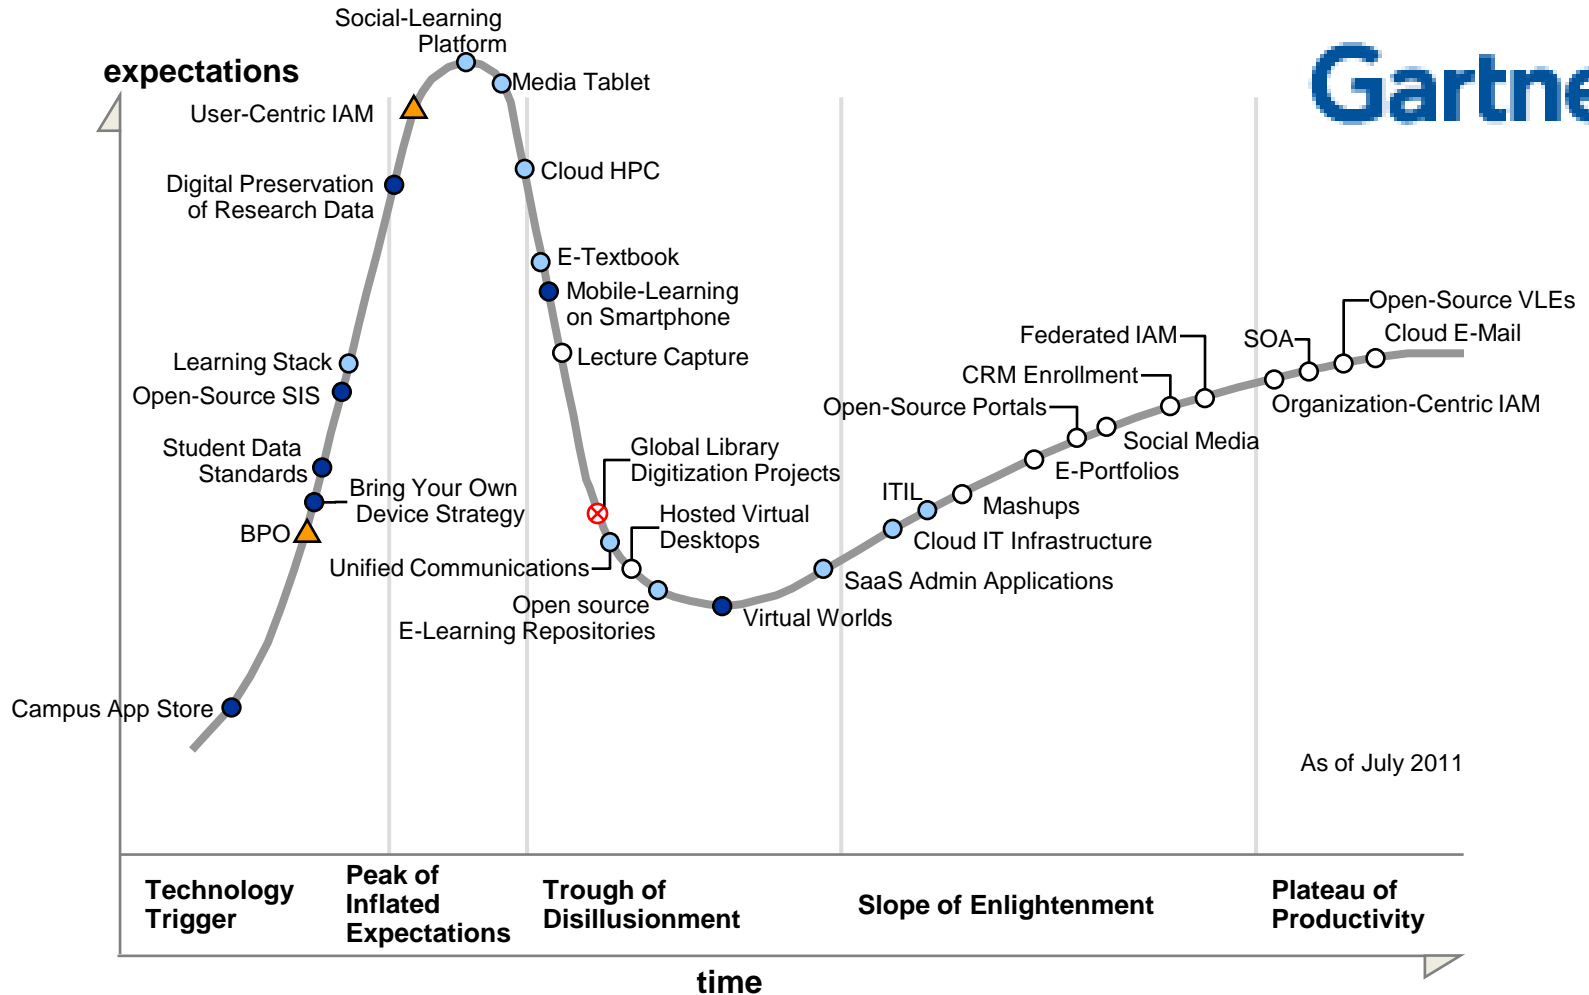 Social-Learning
Platform
expectations
Gartne
Media Tablet
User-Centric IAM
Cloud HPC
Digital Preservation
of Research Data
E-Textbook
Mobile-Learning
on Smartphone
Open-Source VLEs
Federated IAM
SOA
Cloud E-Mail
Learning Stack
Lecture Capture
CRM Enrollment
Open-Source SIS
Open-Source Portals
Organization-Centric IAM
Student Data
Standards
Global Library
Digitization Projects
Social Media
E-Portfolios
Bring Your Own
Device Strategy
ITIL
Mashups
BPO
Hosted Virtual
Desktops
Cloud IT Infrastructure
Unified Communications
SaaS Admin Applications
Open source
E-Learning Repositories
Virtual Worlds
Campus App Store
As of July 2011
Technology
Trigger
Peak of
Inflated
Expectations
Trough of
Disillusionment
Slope of Enlightenment
Plateau of
Productivity
time